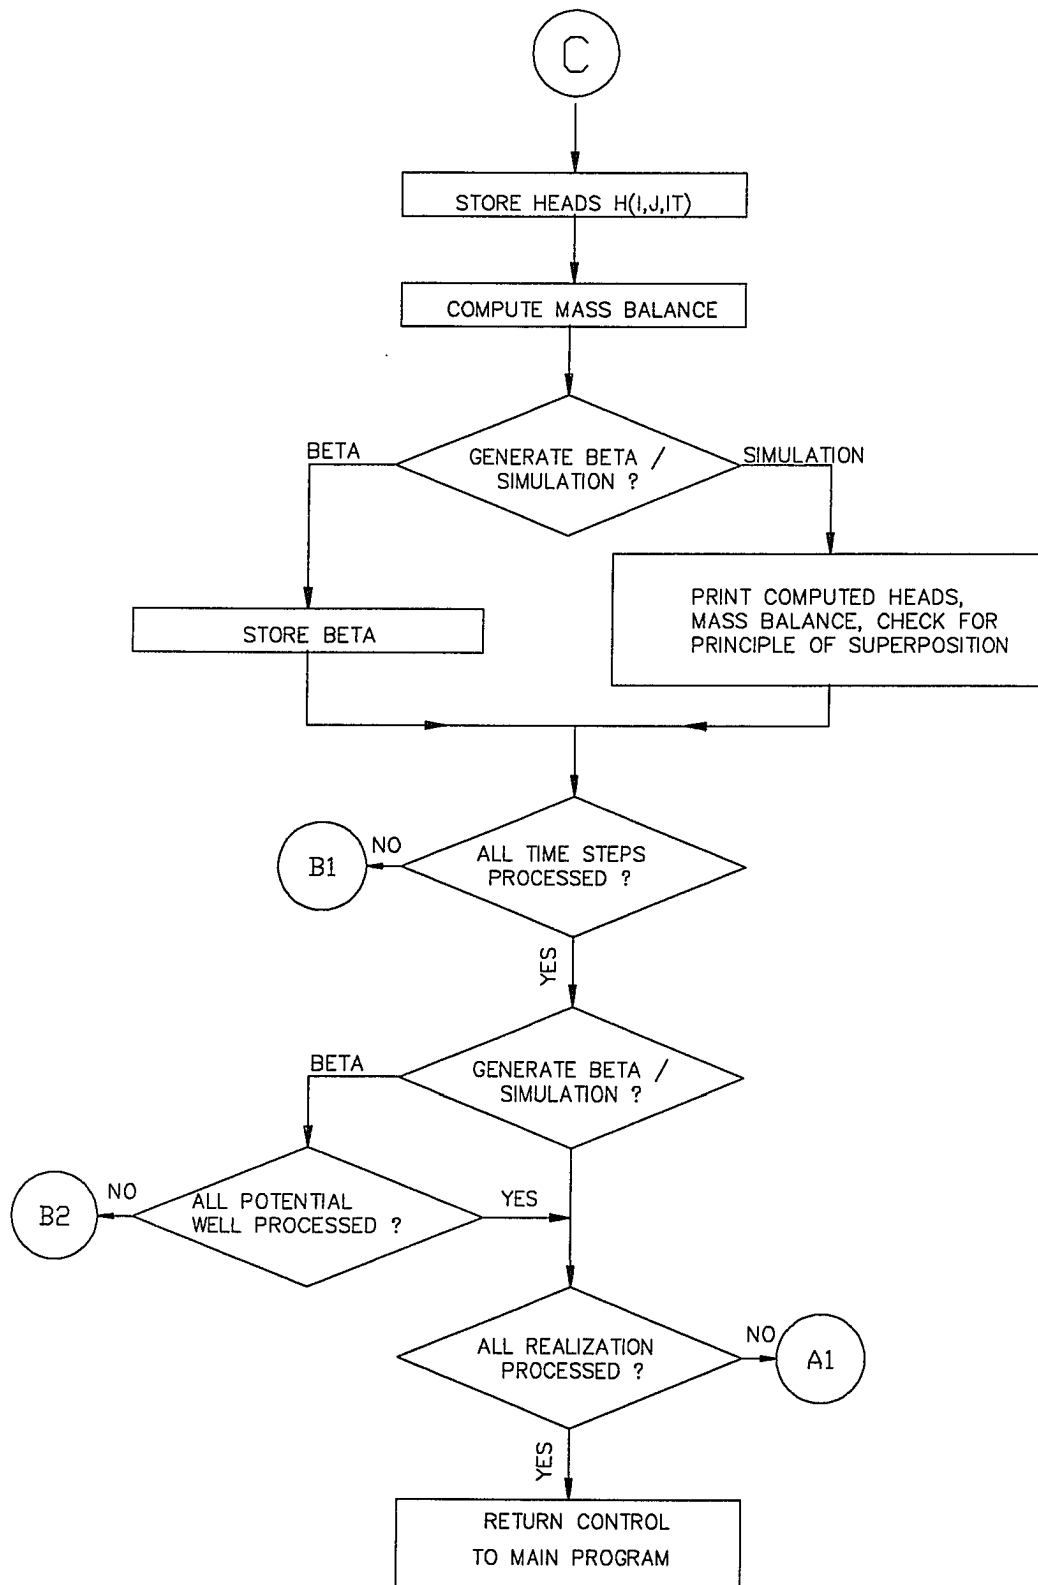 C
STORE HEADS H(I,J,IT)
COMPUTE MASS BALANCE
BETA
GENERATE BETA /
SIMULATION ?
SIMULATION
STORE BETA
PRINT COMPUTED HEADS,
MASS BALANCE, CHECK FOR
PRINCIPLE OF SUPERPOSITION
B1
NO
ALL TIME STEPS
PROCESSED ?
YES
BETA
GENERATE BETA /
SIMULATION ?
B2
NO
ALL POTENTIAL
WELL PROCESSED ?
YES
ALL REALIZATION
PROCESSED ?
NO
A1
YES
RETURN CONTROL
TO MAIN PROGRAM